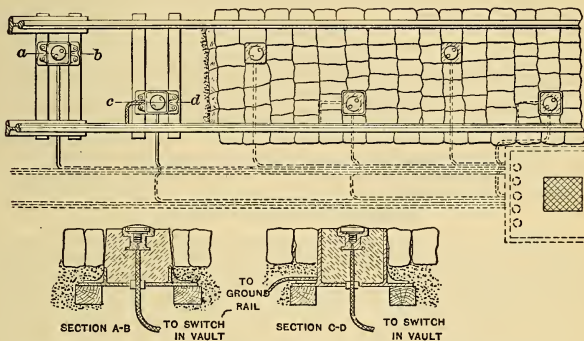 a b
c d
TO GROUND RAIL
SECTION A-B
TO SWITCH IN VAULT
SECTION C-D
TO SWITCH IN VAULT